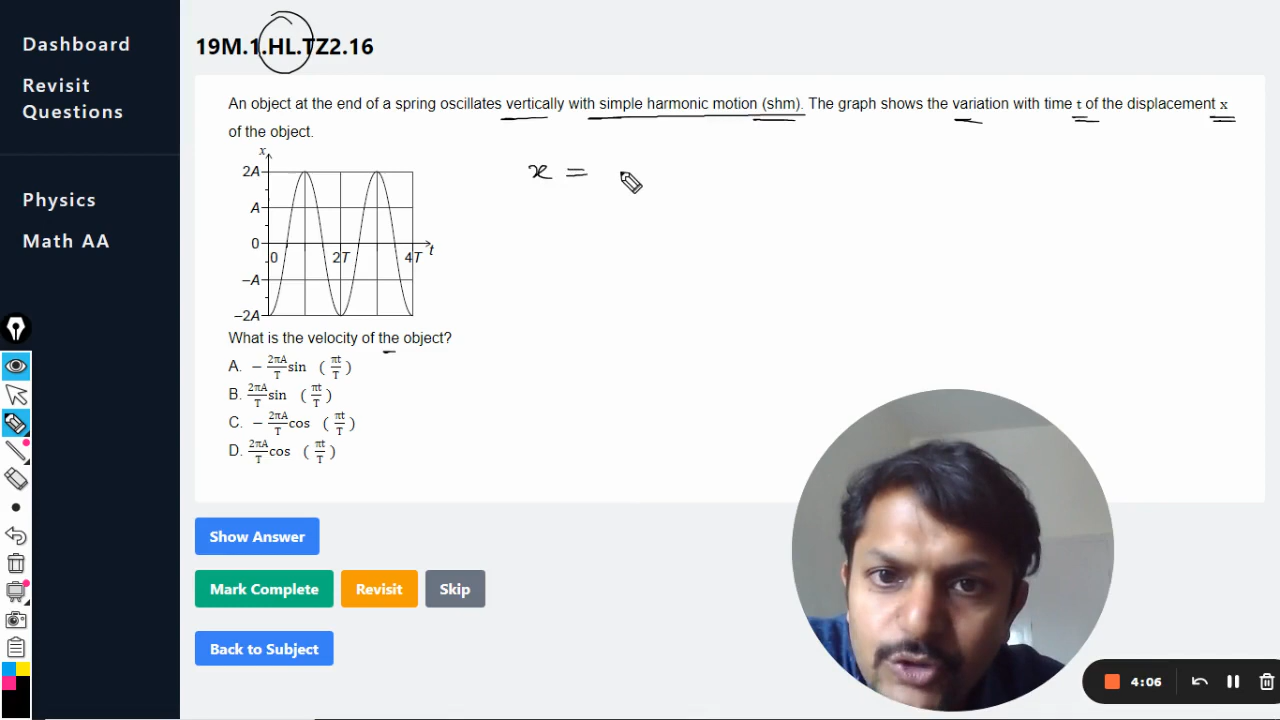 Dashboard
Revisit
Questions
Physics
Math AA
19M.1.HL.TZ2.16
An object at the end of a spring oscillates vertically with simple harmonic motion (shm). The graph shows the variation with time t of the displacement x
of the object.
x
2A
A
0
-A
-2A
0 2T 4T t
x =
What is the velocity of the object?
A. − 2πA/T sin (πt/T)
B. 2πA/T sin (πt/T)
C. − 2πA/T cos (πt/T)
D. 2πA/T cos (πt/T)
Show Answer
Mark Complete Revisit Skip
Back to Subject
4:06